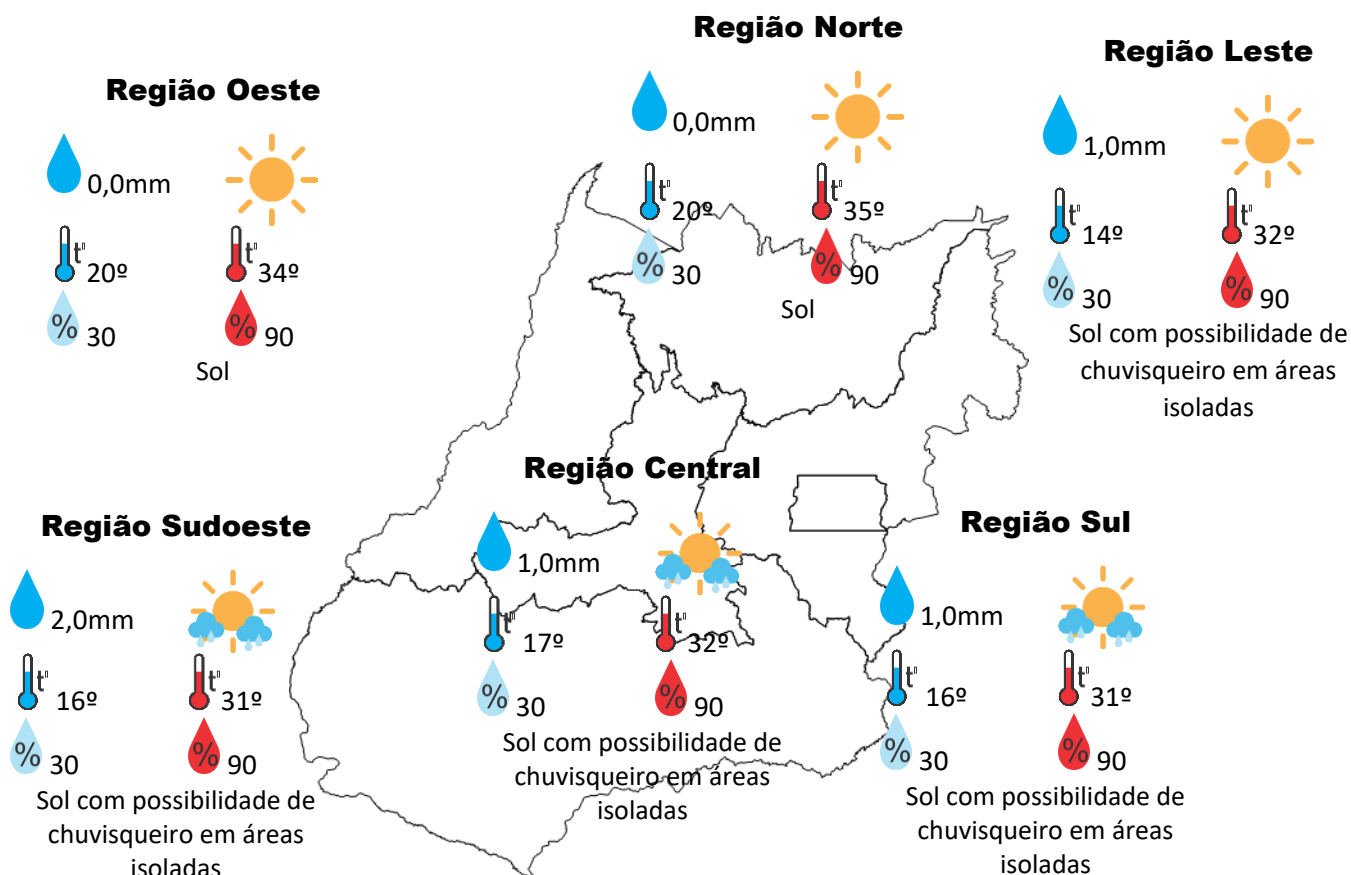 Região Norte
0,0mm
t°
20º
t°
35º
%
30
%
90
Sol
Região Leste
1,0mm
t°
14º
t°
32º
%
30
%
90
Sol com possibilidade de
chuvisqueiro em áreas
isoladas
Região Oeste
0,0mm
t°
20º
t°
34º
%
30
%
90
Sol
Região Central
1,0mm
t°
17º
t°
32º
%
30
%
90
Sol com possibilidade de
chuvisqueiro em áreas
isoladas
Região Sudoeste
2,0mm
t°
16º
t°
31º
%
30
%
90
Sol com possibilidade de
chuvisqueiro em áreas
isoladas
Região Sul
1,0mm
t°
16º
t°
31º
%
30
%
90
Sol com possibilidade de
chuvisqueiro em áreas
isoladas